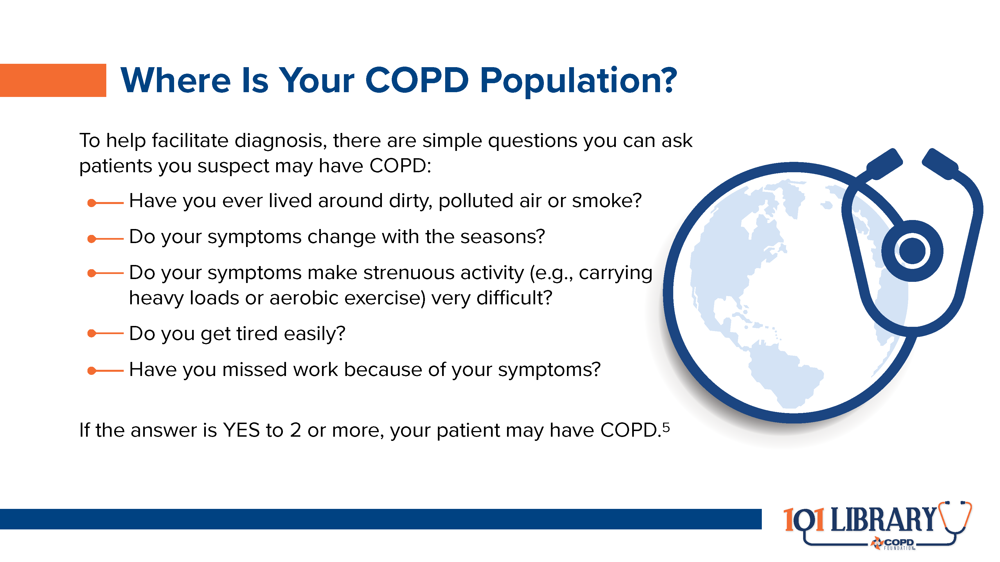 Where Is Your COPD Population?
To help facilitate diagnosis, there are simple questions you can ask
patients you suspect may have COPD:
Have you ever lived around dirty, polluted air or smoke?
Do your symptoms change with the seasons?
Do your symptoms make strenuous activity (e.g., carrying
heavy loads or aerobic exercise) very difficult?
Do you get tired easily?
Have you missed work because of your symptoms?
If the answer is YES to 2 or more, your patient may have COPD.5
101 LIBRARY
COPD
FOUNDATION®